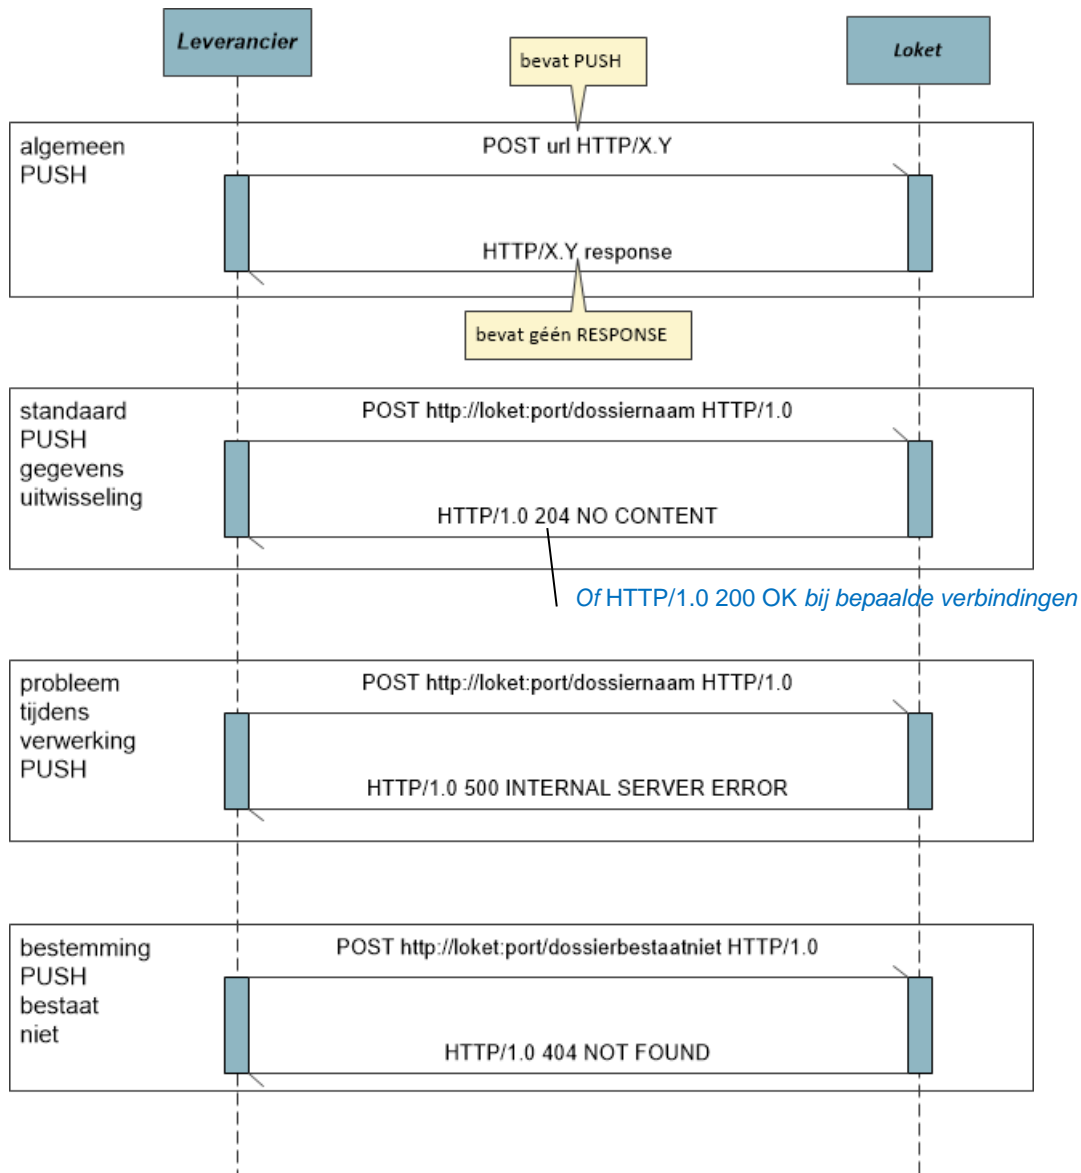 Leverancier
Loket
bevat PUSH
algemeen
PUSH
POST url HTTP/X.Y
HTTP/X.Y response
bevat géén RESPONSE
standaard
PUSH
gegevens
uitwisseling
POST http://loket:port/dossiernaam HTTP/1.0
HTTP/1.0 204 NO CONTENT
Of HTTP/1.0 200 OK bij bepaalde verbindingen
probleem
tijdens
verwerking
PUSH
POST http://loket:port/dossiernaam HTTP/1.0
HTTP/1.0 500 INTERNAL SERVER ERROR
bestemming
PUSH
bestaat
niet
POST http://loket:port/dossierbestaatniet HTTP/1.0
HTTP/1.0 404 NOT FOUND